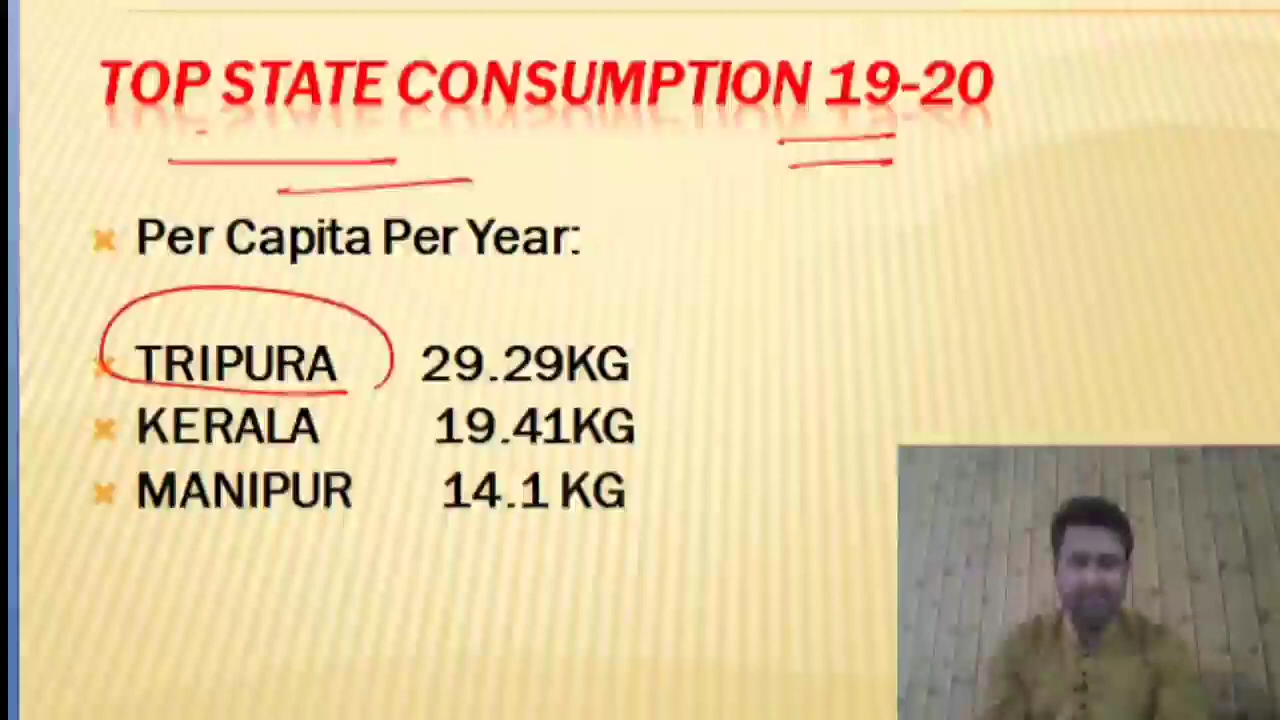 TOP STATE CONSUMPTION 19-20
Per Capita Per Year:
TRIPURA 29.29KG
KERALA 19.41KG
MANIPUR 14.1 KG